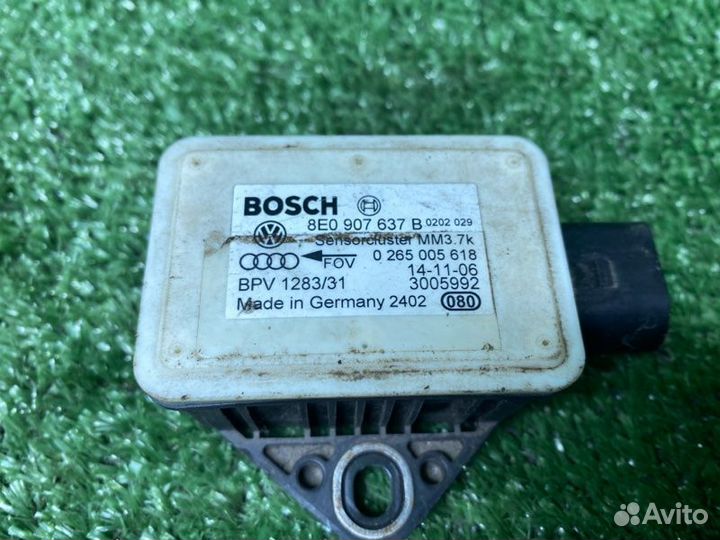 BOSCH
8E0 907 637 B 0202 029
Sensorcluster MM3.7k
FOV 0 265 005 618
BPV 1283/31 14-11-06
3005992
Made in Germany 2402 080
Avito